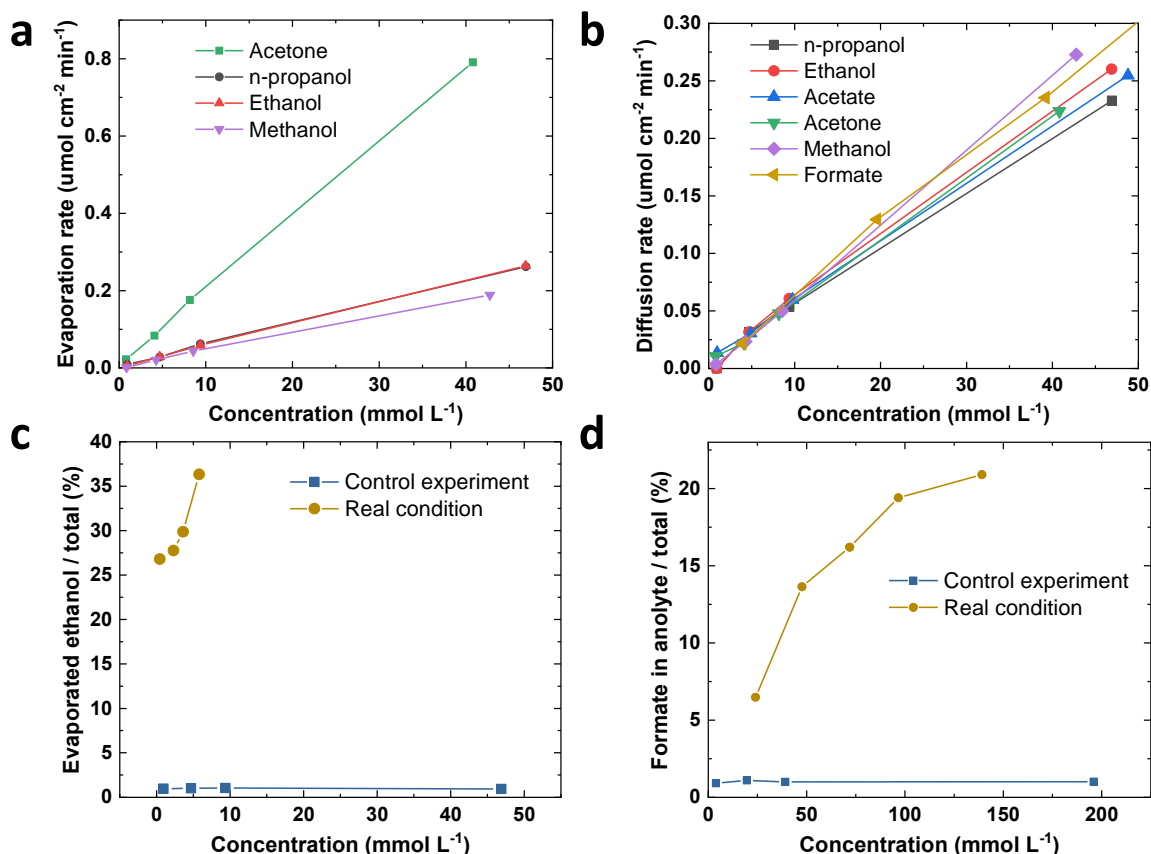 a
Evaporation rate (umol cm⁻² min⁻¹)
0.8
0.6
0.4
0.2
0.0
Acetone
n-propanol
Ethanol
Methanol
0 10 20 30 40 50
Concentration (mmol L⁻¹)
b
Diffusion rate (umol cm⁻² min⁻¹)
0.30
0.25
0.20
0.15
0.10
0.05
0.00
n-propanol
Ethanol
Acetate
Acetone
Methanol
Formate
0 10 20 30 40 50
Concentration (mmol L⁻¹)
c
Evaporated ethanol / total (%)
40
35
30
25
20
15
10
5
0
Control experiment
Real condition
0 10 20 30 40 50
Concentration (mmol L⁻¹)
d
Formate in anolyte / total (%)
20
15
10
5
0
Control experiment
Real condition
0 50 100 150 200
Concentration (mmol L⁻¹)